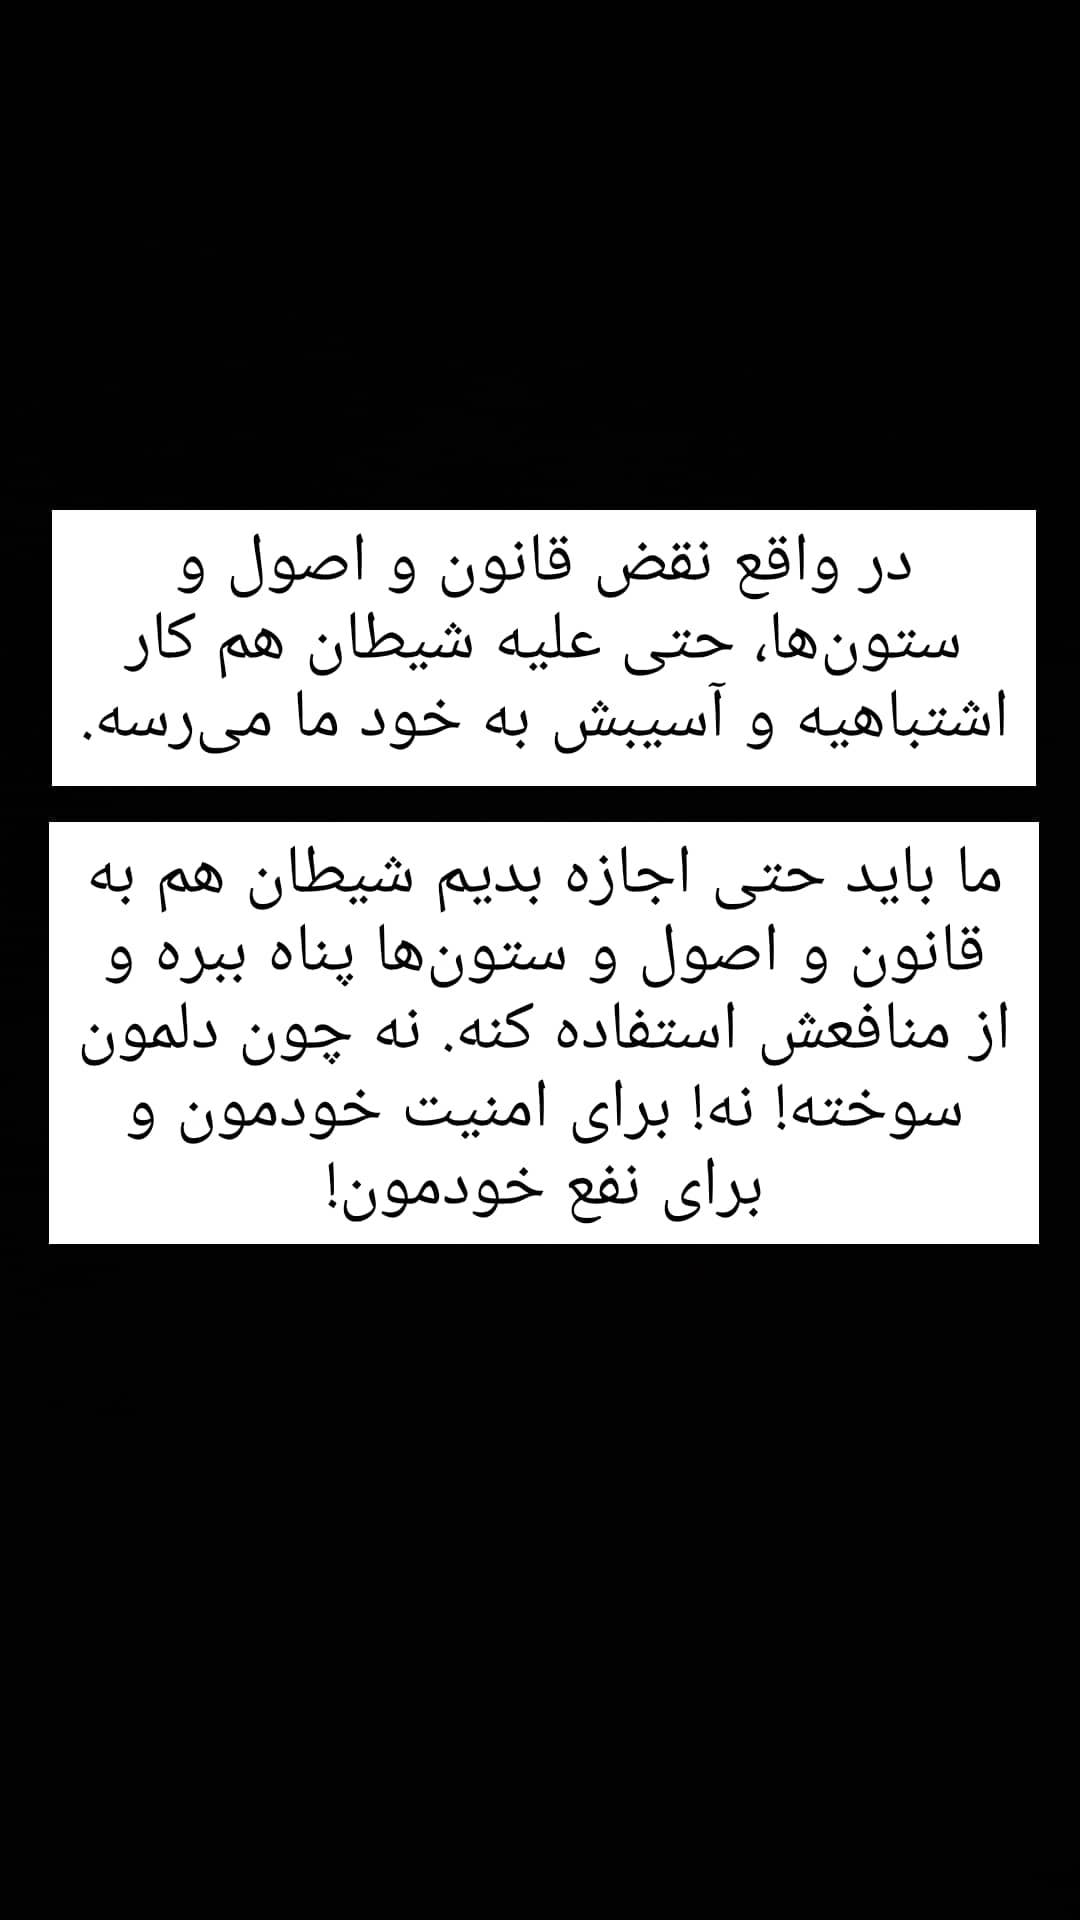 در واقع نقض قانون و اصول و
ستون‌ها، حتی علیه شیطان هم کار
اشتباهیه و آسیبش به خود ما می‌رسه.
ما باید حتی اجازه بدیم شیطان هم به
قانون و اصول و ستون‌ها پناه ببره و
از منافعش استفاده کنه. نه چون دلمون
سوخته! نه! برای امنیت خودمون و
برای نفع خودمون!